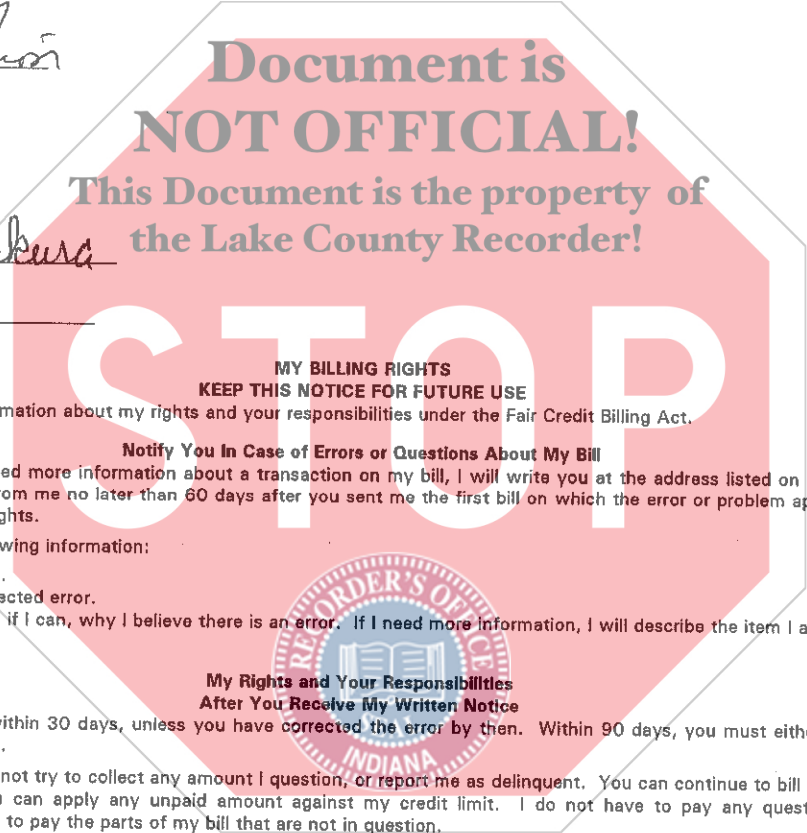 Document is
NOT OFFICIAL!
This Document is the property of
the Lake County Recorder!
STOP
MY BILLING RIGHTS
KEEP THIS NOTICE FOR FUTURE USE
mation about my rights and your responsibilities under the Fair Credit Billing Act.
Notify You In Case of Errors or Questions About My Bill
ed more information about a transaction on my bill, I will write you at the address listed on
rom me no later than 60 days after you sent me the first bill on which the error or problem ap
ghts.
wing information:
ected error.
if I can, why I believe there is an error. If I need more information, I will describe the item I a
RECORDER'S OFFICE
My Rights and Your Responsibilities
After You Receive My Written Notice
ithin 30 days, unless you have corrected the error by then. Within 90 days, you must eith
SEAL
INDIANA
not try to collect any amount I question, or report me as delinquent. You can continue to bill
can apply any unpaid amount against my credit limit. I do not have to pay any quest
to pay the parts of my bill that are not in question.